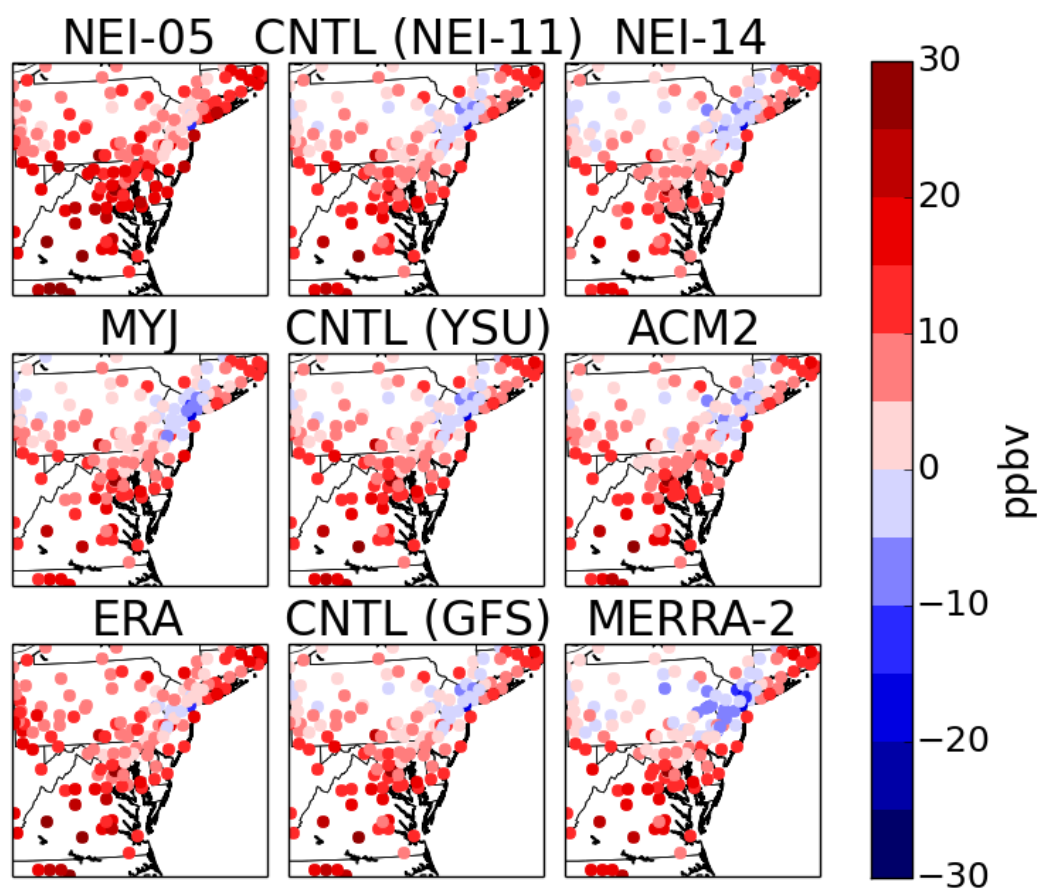 NEI-05 CNTL (NEI-11) NEI-14
MYJ CNTL (YSU) ACM2
ERA CNTL (GFS) MERRA-2
30
20
10
0
−10
−20
−30
ppbv